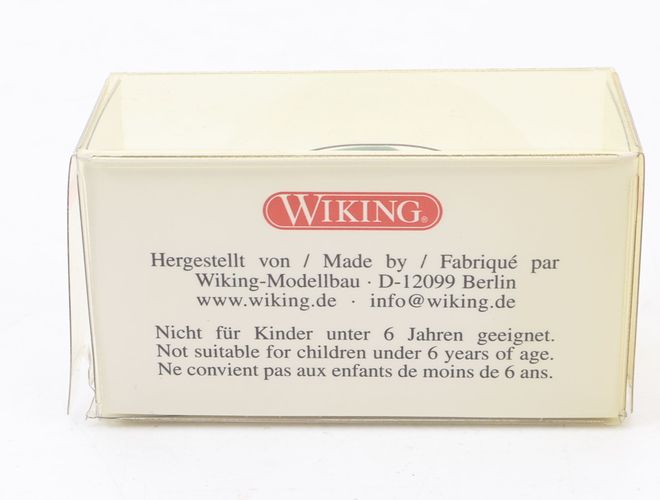 WIKING®
Hergestellt von / Made by / Fabriqué par
Wiking-Modellbau · D-12099 Berlin
www.wiking.de · info@wiking.de
Nicht für Kinder unter 6 Jahren geeignet.
Not suitable for children under 6 years of age.
Ne convient pas aux enfants de moins de 6 ans.